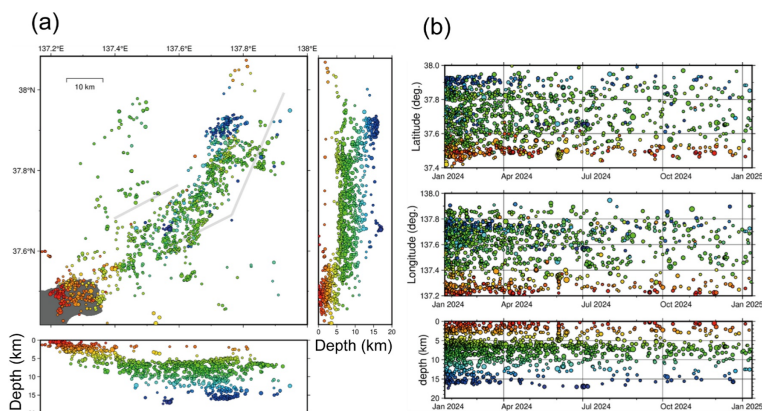 (a)
137.2°E 137.4°E 137.6°E 137.8°E 138°E
10 km
38°N
37.8°N
37.6°N
0 5 10 15 20
Depth (km)
Depth (km)
0
5
10
15
(b)
Latitude (deg.)
38.0
37.8
37.6
37.4
Jan 2024 Apr 2024 Jul 2024 Oct 2024 Jan 2025
Longitude (deg.)
138.0
137.8
137.6
137.4
137.2
Jan 2024 Apr 2024 Jul 2024 Oct 2024 Jan 2025
depth (km)
0
5
10
15
20
Jan 2024 Apr 2024 Jul 2024 Oct 2024 Jan 2025